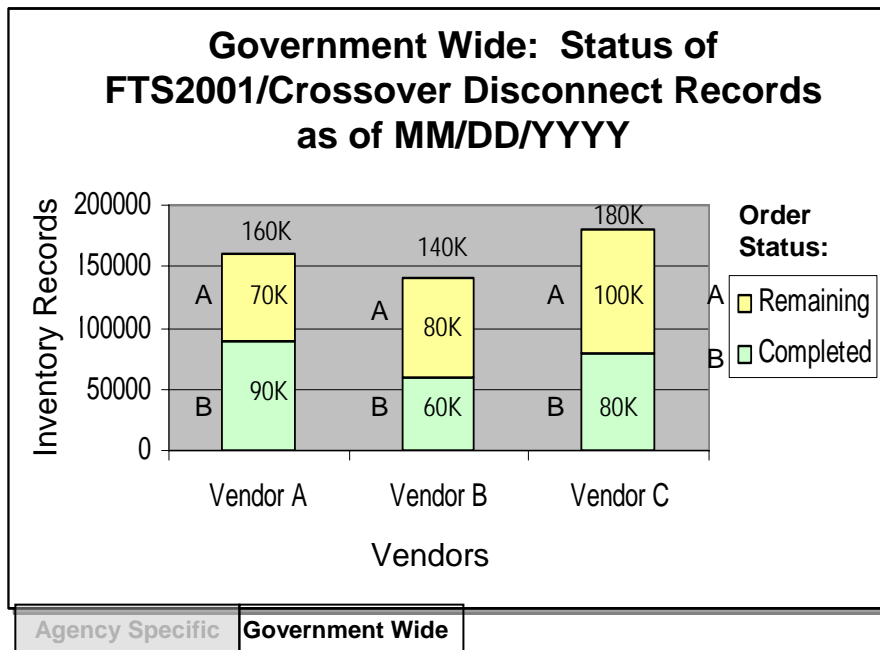 Government Wide: Status of
FTS2001/Crossover Disconnect Records
as of MM/DD/YYYY
Inventory Records
200000
150000
100000
50000
0
160K
140K
180K
A
70K
A
80K
A
100K
B
90K
B
60K
B
80K
Vendor A
Vendor B
Vendor C
Vendors
Order
Status:
A
Remaining
B
Completed
Agency Specific
Government Wide